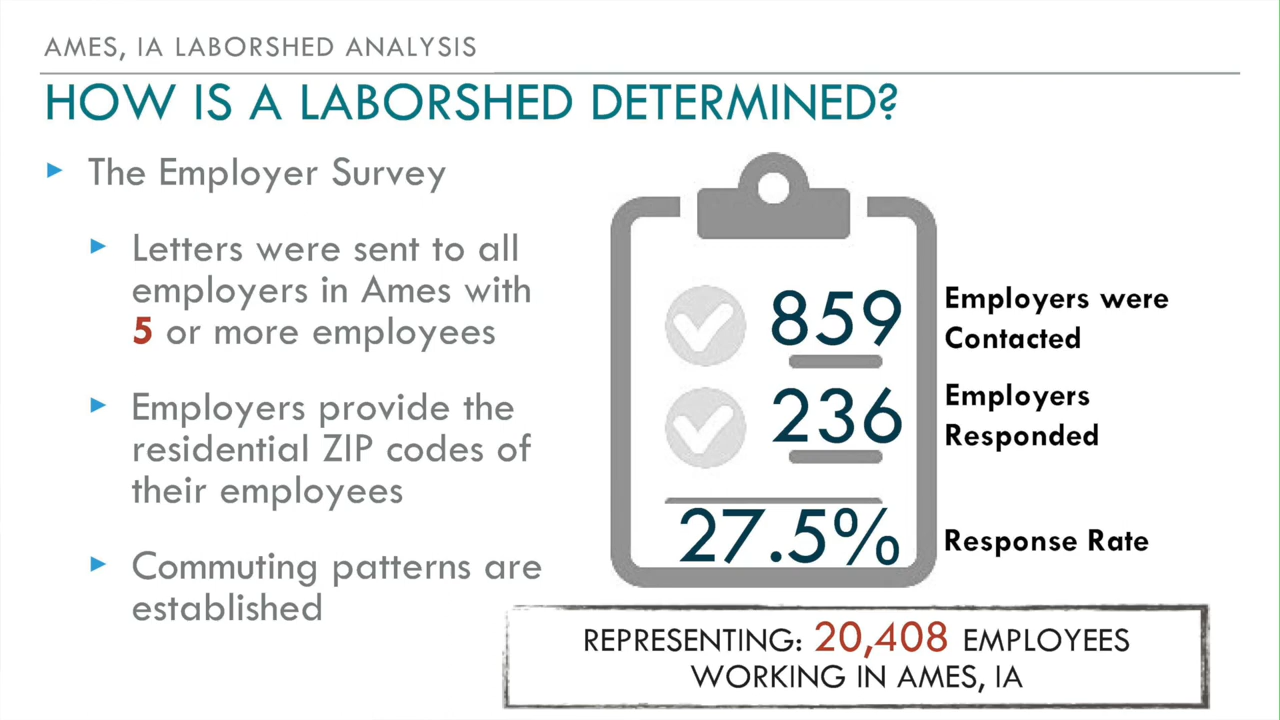 AMES, IA LABORSHED ANALYSIS
HOW IS A LABORSHED DETERMINED?
The Employer Survey
Letters were sent to all
employers in Ames with
5 or more employees
Employers provide the
residential ZIP codes of
their employees
Commuting patterns are
established
859
Employers were
Contacted
236
Employers
Responded
27.5%
Response Rate
REPRESENTING: 20,408 EMPLOYEES
WORKING IN AMES, IA